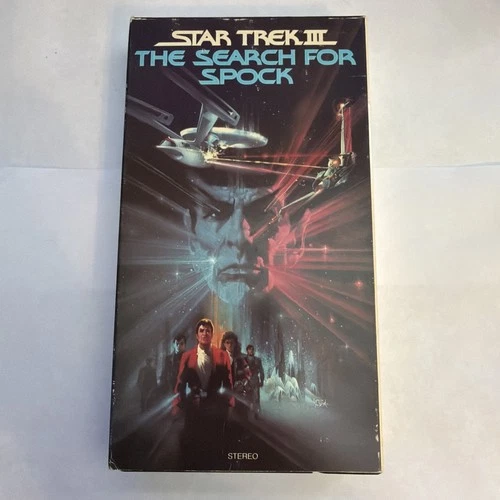 STAR TREK III
THE SEARCH FOR
SPOCK
STEREO